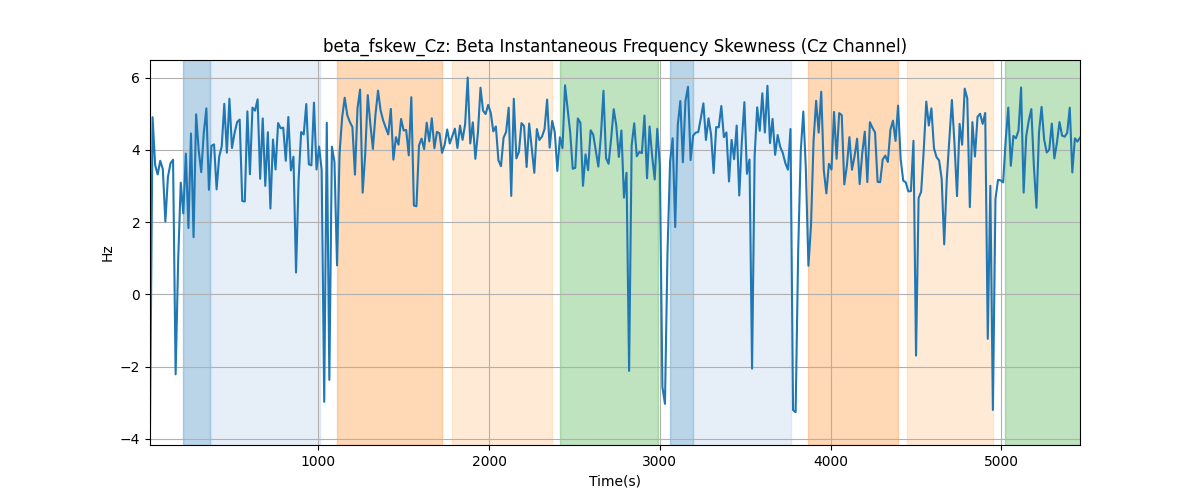 beta_fskew_Cz: Beta Instantaneous Frequency Skewness (Cz Channel)
6
4
2
0
−2
−4
Hz
1000 2000 3000 4000 5000
Time(s)